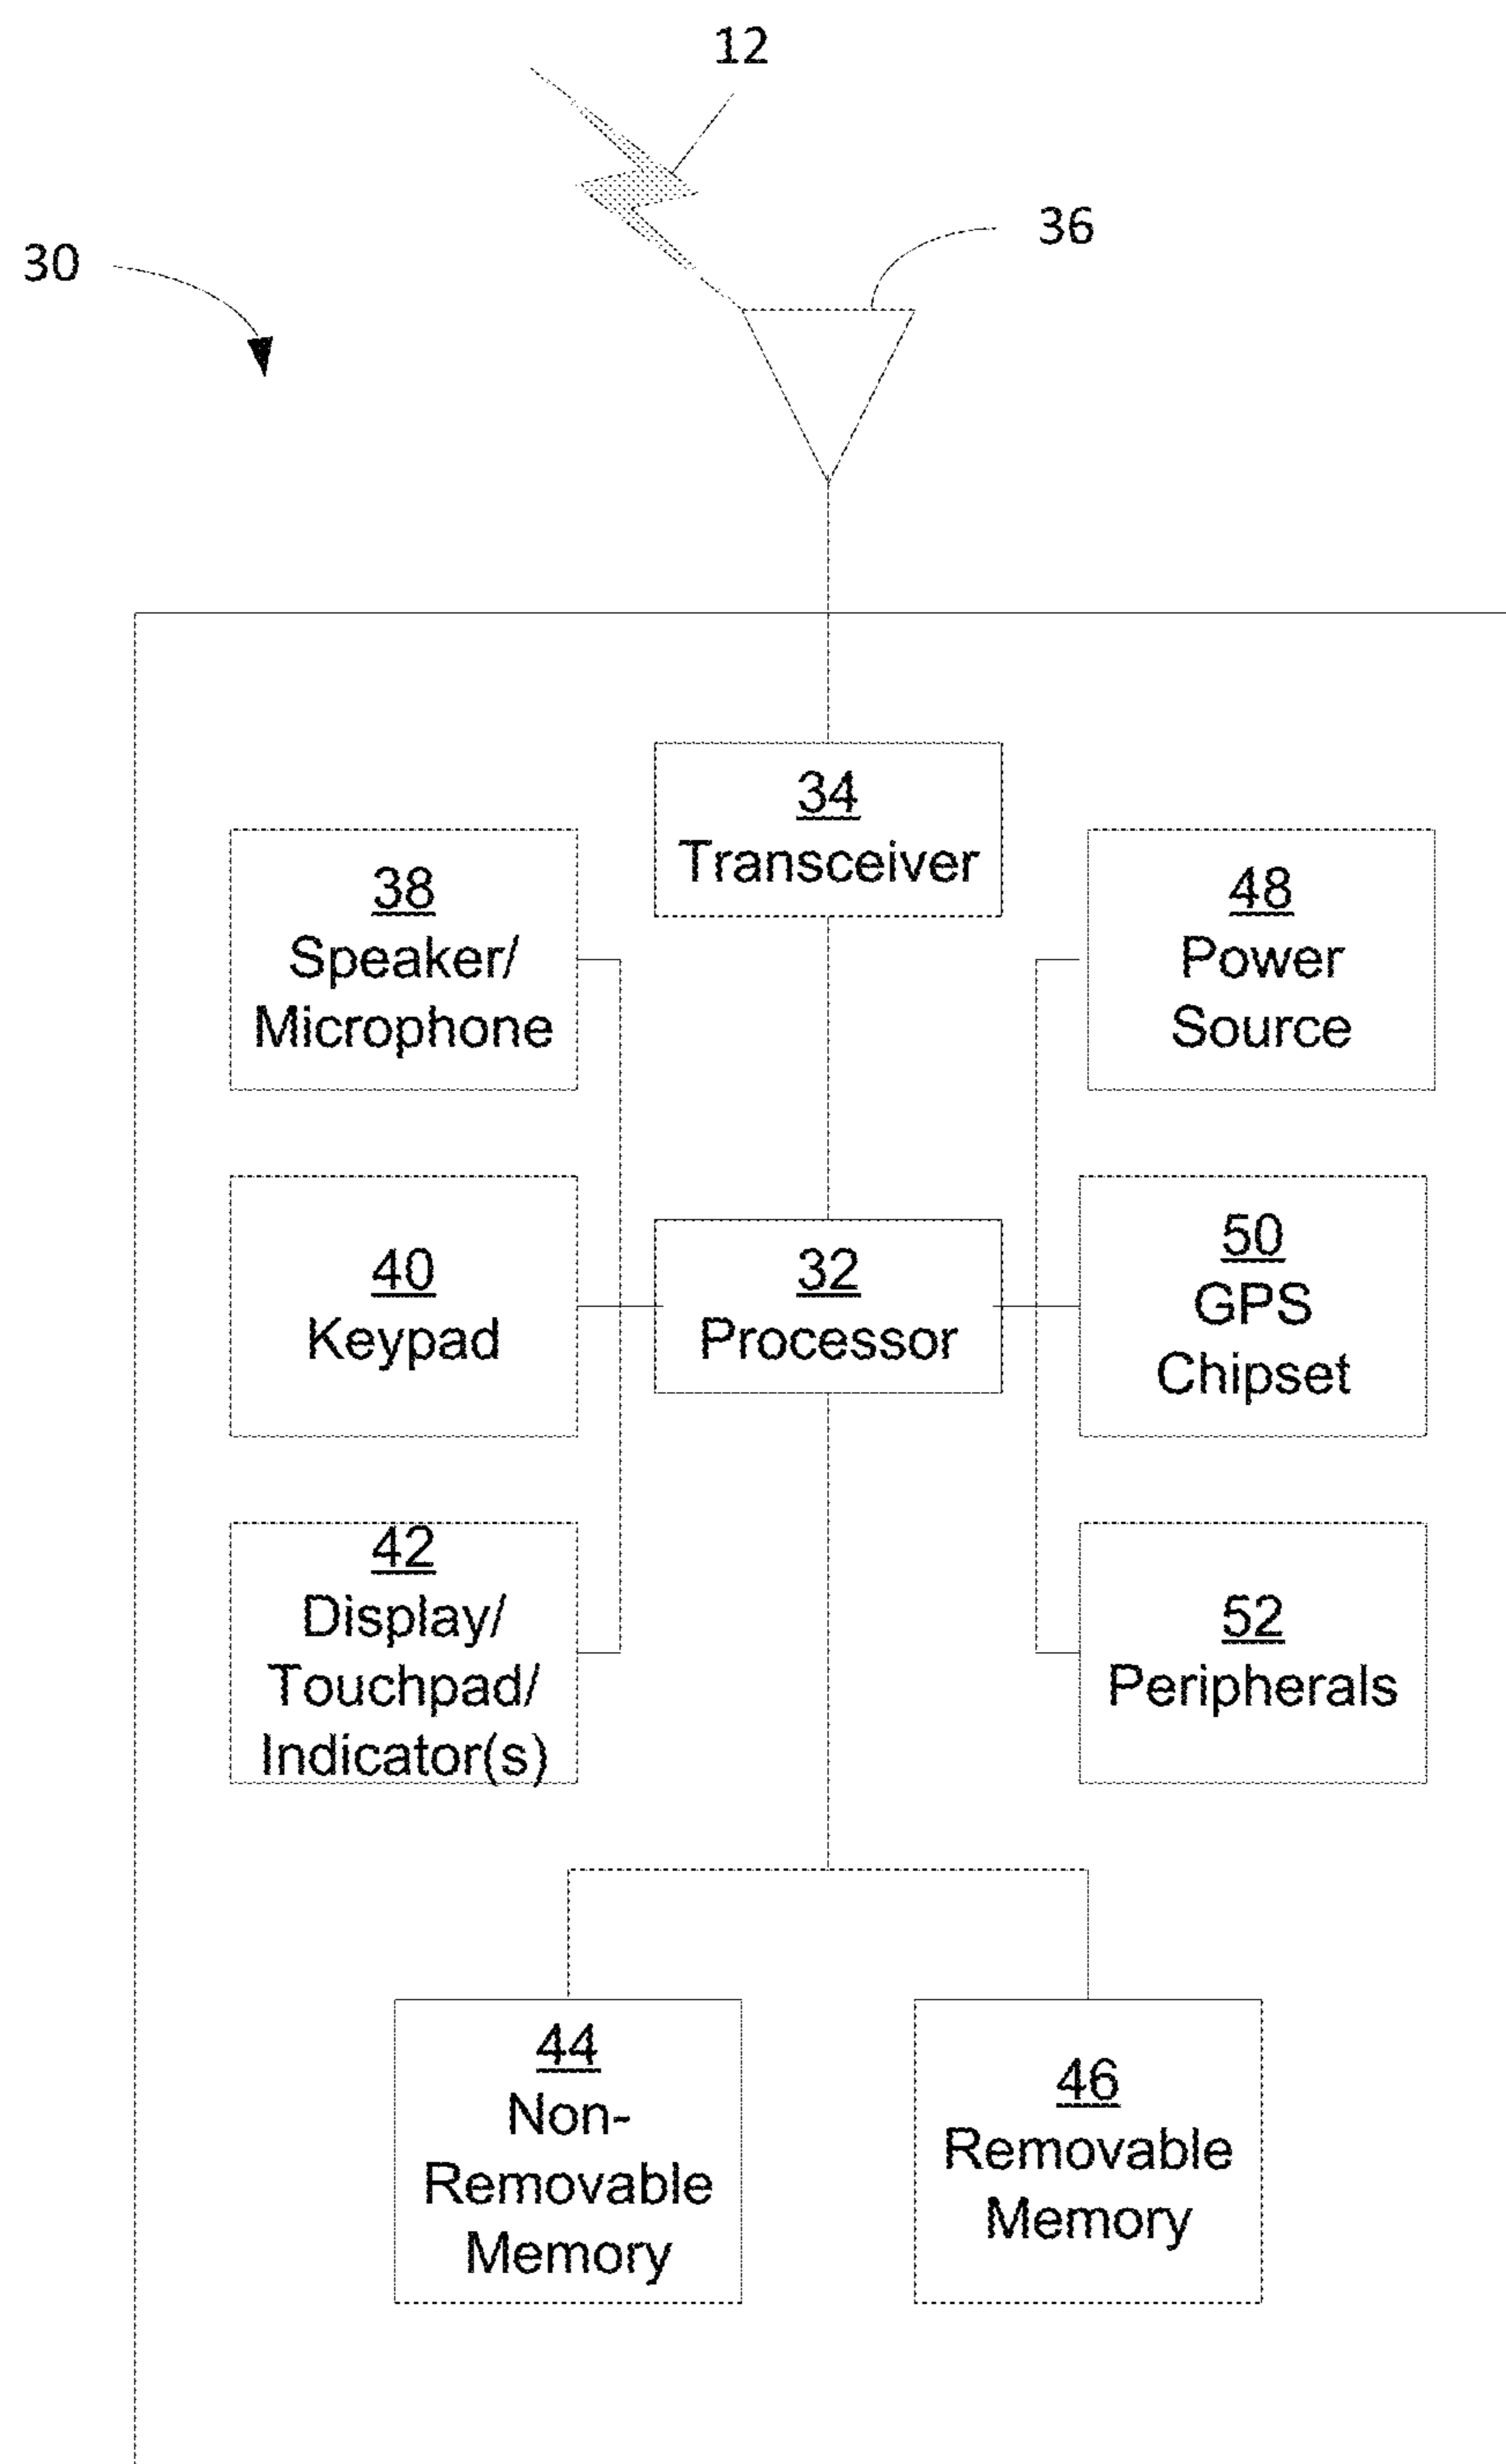 12
36
30
34
Transceiver
38
Speaker/
Microphone
48
Power
Source
40
Keypad
32
Processor
50
GPS
Chipset
42
Display/
Touchpad/
Indicator(s)
52
Peripherals
44
Non-
Removable
Memory
46
Removable
Memory